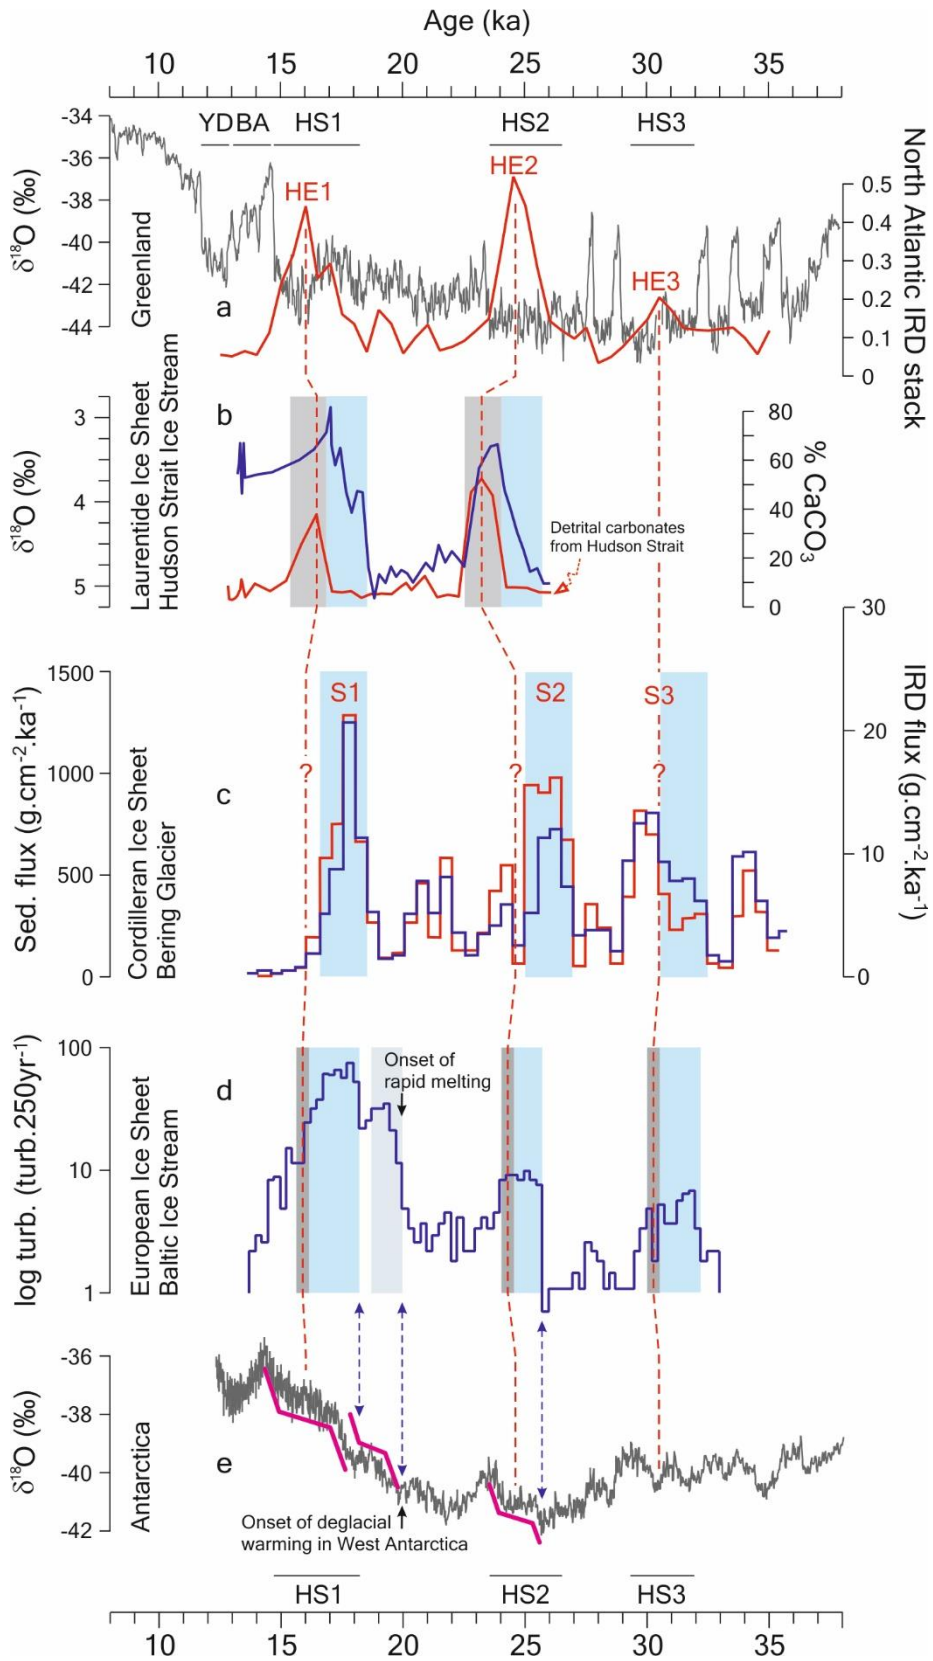 Age (ka)
10 15 20 25 30 35
YD BA HS1 HS2 HS3
-34
-36
-38
-40
-42
-44
δ¹⁸O (‰)
Greenland
a
HE1
HE2
HE3
0.5
0.4
0.3
0.2
0.1
0
North Atlantic IRD stack
3
4
5
δ¹⁸O (‰)
Laurentide Ice Sheet
Hudson Strait Ice Stream
b
80
60
40
20
0
% CaCO₃
Detrital carbonates
from Hudson Strait
1500
1000
500
0
Sed. flux (g.cm⁻².ka⁻¹)
Cordilleran Ice Sheet
Bering Glacier
c
S1
S2
S3
? ? ?
30
20
10
0
IRD flux (g.cm⁻².ka⁻¹)
100
10
1
log turb. (turb.250yr⁻¹)
European Ice Sheet
Baltic Ice Stream
d
Onset of
rapid melting
-36
-38
-40
-42
δ¹⁸O (‰)
Antarctica
e
Onset of deglacial
warming in West Antarctica
HS1 HS2 HS3
10 15 20 25 30 35